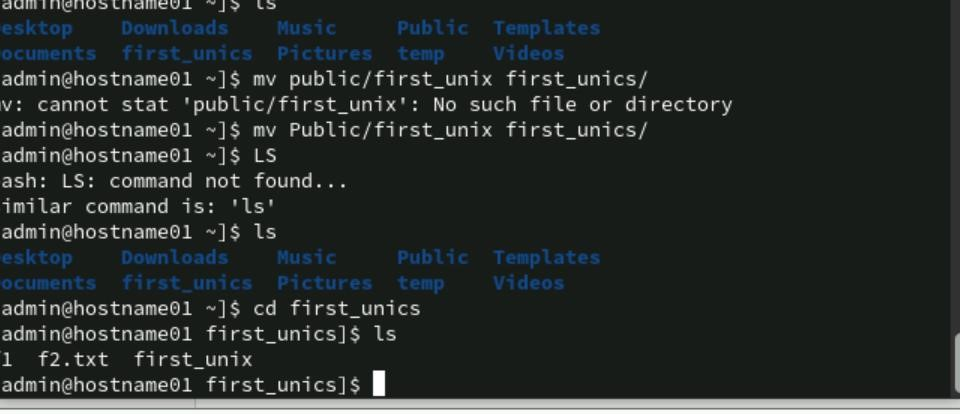 admin@hostname01 ~]$ ls
esktop Downloads Music Public Templates
ocuments first_unics Pictures temp Videos
admin@hostname01 ~]$ mv public/first_unix first_unics/
v: cannot stat 'public/first_unix': No such file or directory
admin@hostname01 ~]$ mv Public/first_unix first_unics/
admin@hostname01 ~]$ LS
ash: LS: command not found...
imilar command is: 'ls'
admin@hostname01 ~]$ ls
esktop Downloads Music Public Templates
ocuments first_unics Pictures temp Videos
admin@hostname01 ~]$ cd first_unics
admin@hostname01 first_unics]$ ls
1 f2.txt first_unix
admin@hostname01 first_unics]$